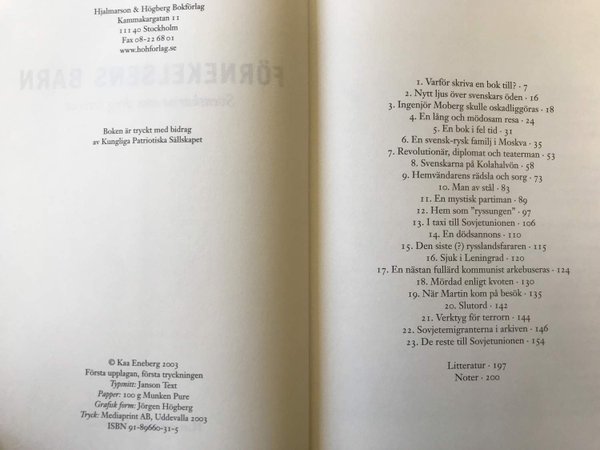 Hjalmarson & Högberg Bokförlag
Kammakargatan 11
111 40 Stockholm
Fax 08-22 68 01
www.hohforlag.se
FÖRNEKELSENS BARN
Boken är tryckt med bidrag
av Kungliga Patriotiska Sällskapet
© Kaa Eneberg 2003
Första upplagan, första tryckningen
Typsnitt: Janson Text
Papper: 100 g Munken Pure
Grafisk form: Jörgen Högberg
Tryck: Mediaprint AB, Uddevalla 2003
ISBN 91-89660-31-5
1. Varför skriva en bok till? · 7
2. Nytt ljus över svenskars öden · 16
3. Ingenjör Moberg skulle oskadliggöras · 18
4. En lång och mödosam resa · 24
5. En bok i fel tid · 31
6. En svensk-rysk familj i Moskva · 35
7. Revolutionär, diplomat och teaterman · 53
8. Svenskarna på Kolahalvön · 58
9. Hemvändarens rädsla och sorg · 73
10. Man av stål · 83
11. En mystisk partiman · 89
12. Hem som "ryssungen" · 97
13. I taxi till Sovjetunionen · 106
14. En dödsannons · 110
15. Den siste (?) rysslandsfararen · 115
16. Sjuk i Leningrad · 120
17. En nästan fullärd kommunist arkebuseras · 124
18. Mördad enligt kvoten · 130
19. När Martin kom på besök · 135
20. Slutord · 142
21. Verktyg för terrorn · 144
22. Sovjetemigranterna i arkiven · 146
23. De reste till Sovjetunionen · 154
Litteratur · 197
Noter · 200